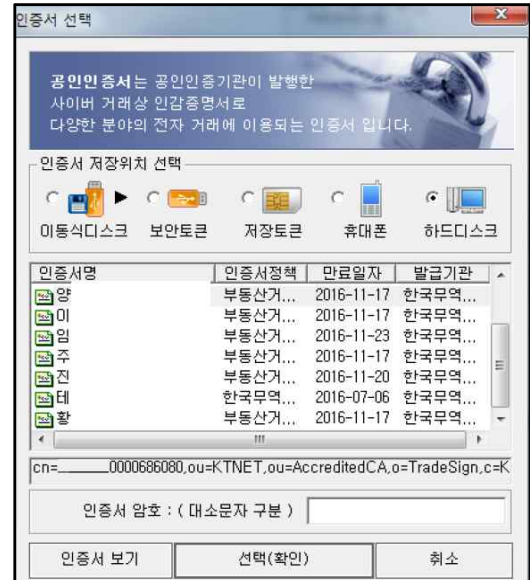 인증서 선택
공인인증서는 공인인증기관이 발행한
사이버 거래상 인감증명서로
다양한 분야의 전자 거래에 이용되는 인증서 입니다.
인증서 저장위치 선택
이동식디스크 보안토큰 저장토큰 휴대폰 하드디스크
인증서명 인증서정책 만료일자 발급기관
양 부동산거... 2016-11-17 한국무역...
이 부동산거... 2016-11-17 한국무역...
임 부동산거... 2016-11-23 한국무역...
주 부동산거... 2016-11-17 한국무역...
진 부동산거... 2016-11-20 한국무역...
테 한국무역... 2016-07-06 한국무역...
황 부동산거... 2016-11-17 한국무역...
cn=______0000686080,ou=KTNET,ou=AccreditedCA,o=TradeSign,c=K
인증서 암호 : ( 대소문자 구분 )
인증서 보기 선택(확인) 취소